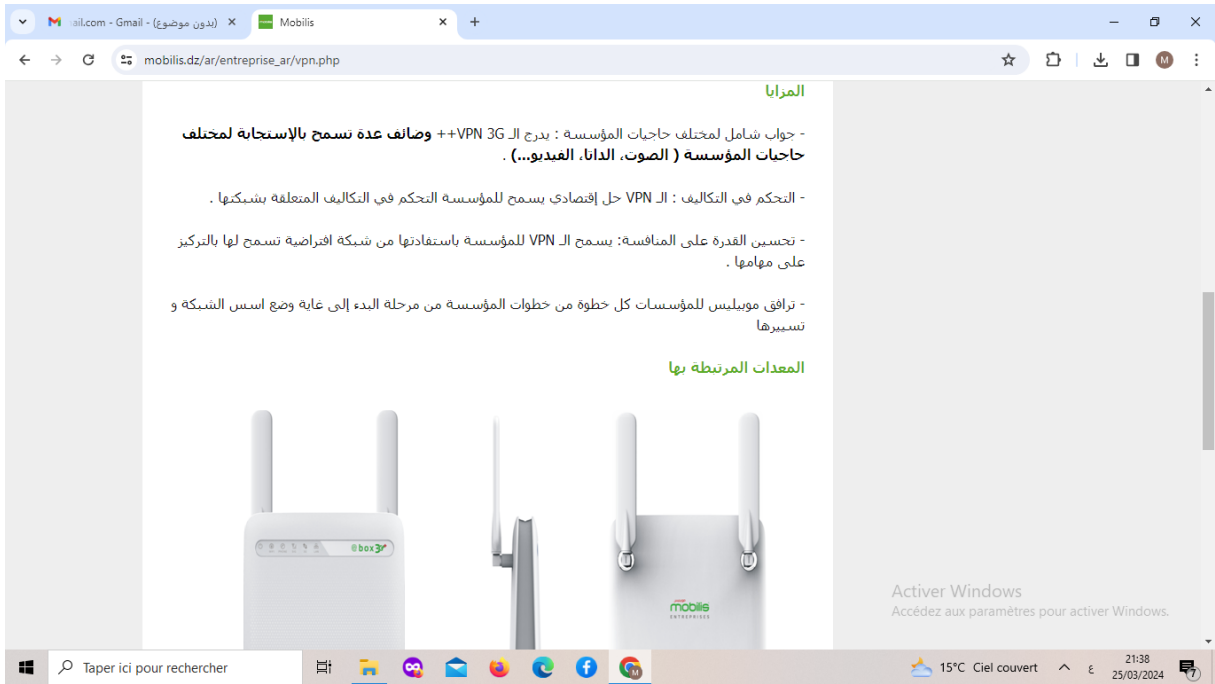 (بدون موضوع) - ail.com - Gmail
Mobilis
mobilis.dz/ar/entreprise_ar/vpn.php
M
المزايا
- جواب شامل لمختلف حاجيات المؤسسة : يدرج الـ VPN 3G++ وضائف عدة تسمح بالإستجابة لمختلف
حاجيات المؤسسة ( الصوت، الداتا، الفيديو...) .
- التحكم في التكاليف : الـ VPN حل إقتصادي يسمح للمؤسسة التحكم في التكاليف المتعلقة بشبكتها .
- تحسين القدرة على المنافسة: يسمح الـ VPN للمؤسسة باستفادتها من شبكة افتراضية تسمح لها بالتركيز
على مهامها .
- ترافق موبيليس للمؤسسات كل خطوة من خطوات المؤسسة من مرحلة البدء إلى غاية وضع اسس الشبكة و
تسييرها
المعدات المرتبطة بها
box
mobilis
ENTREPRISES
Activer Windows
Accédez aux paramètres pour activer Windows.
Taper ici pour rechercher
15°C Ciel couvert
ع
21:38
25/03/2024
7